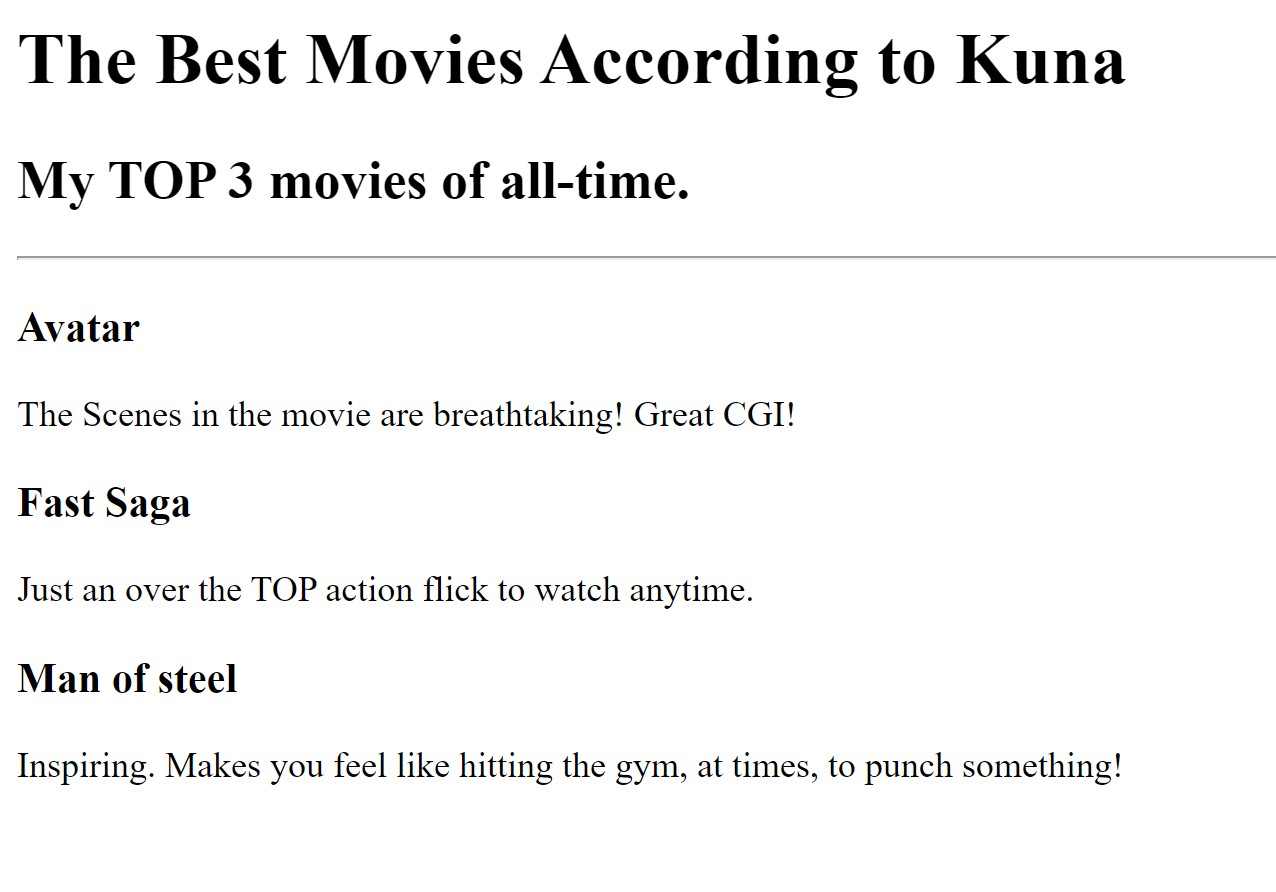 The Best Movies According to Kuna
My TOP 3 movies of all-time.
Avatar
The Scenes in the movie are breathtaking! Great CGI!
Fast Saga
Just an over the TOP action flick to watch anytime.
Man of steel
Inspiring. Makes you feel like hitting the gym, at times, to punch something!